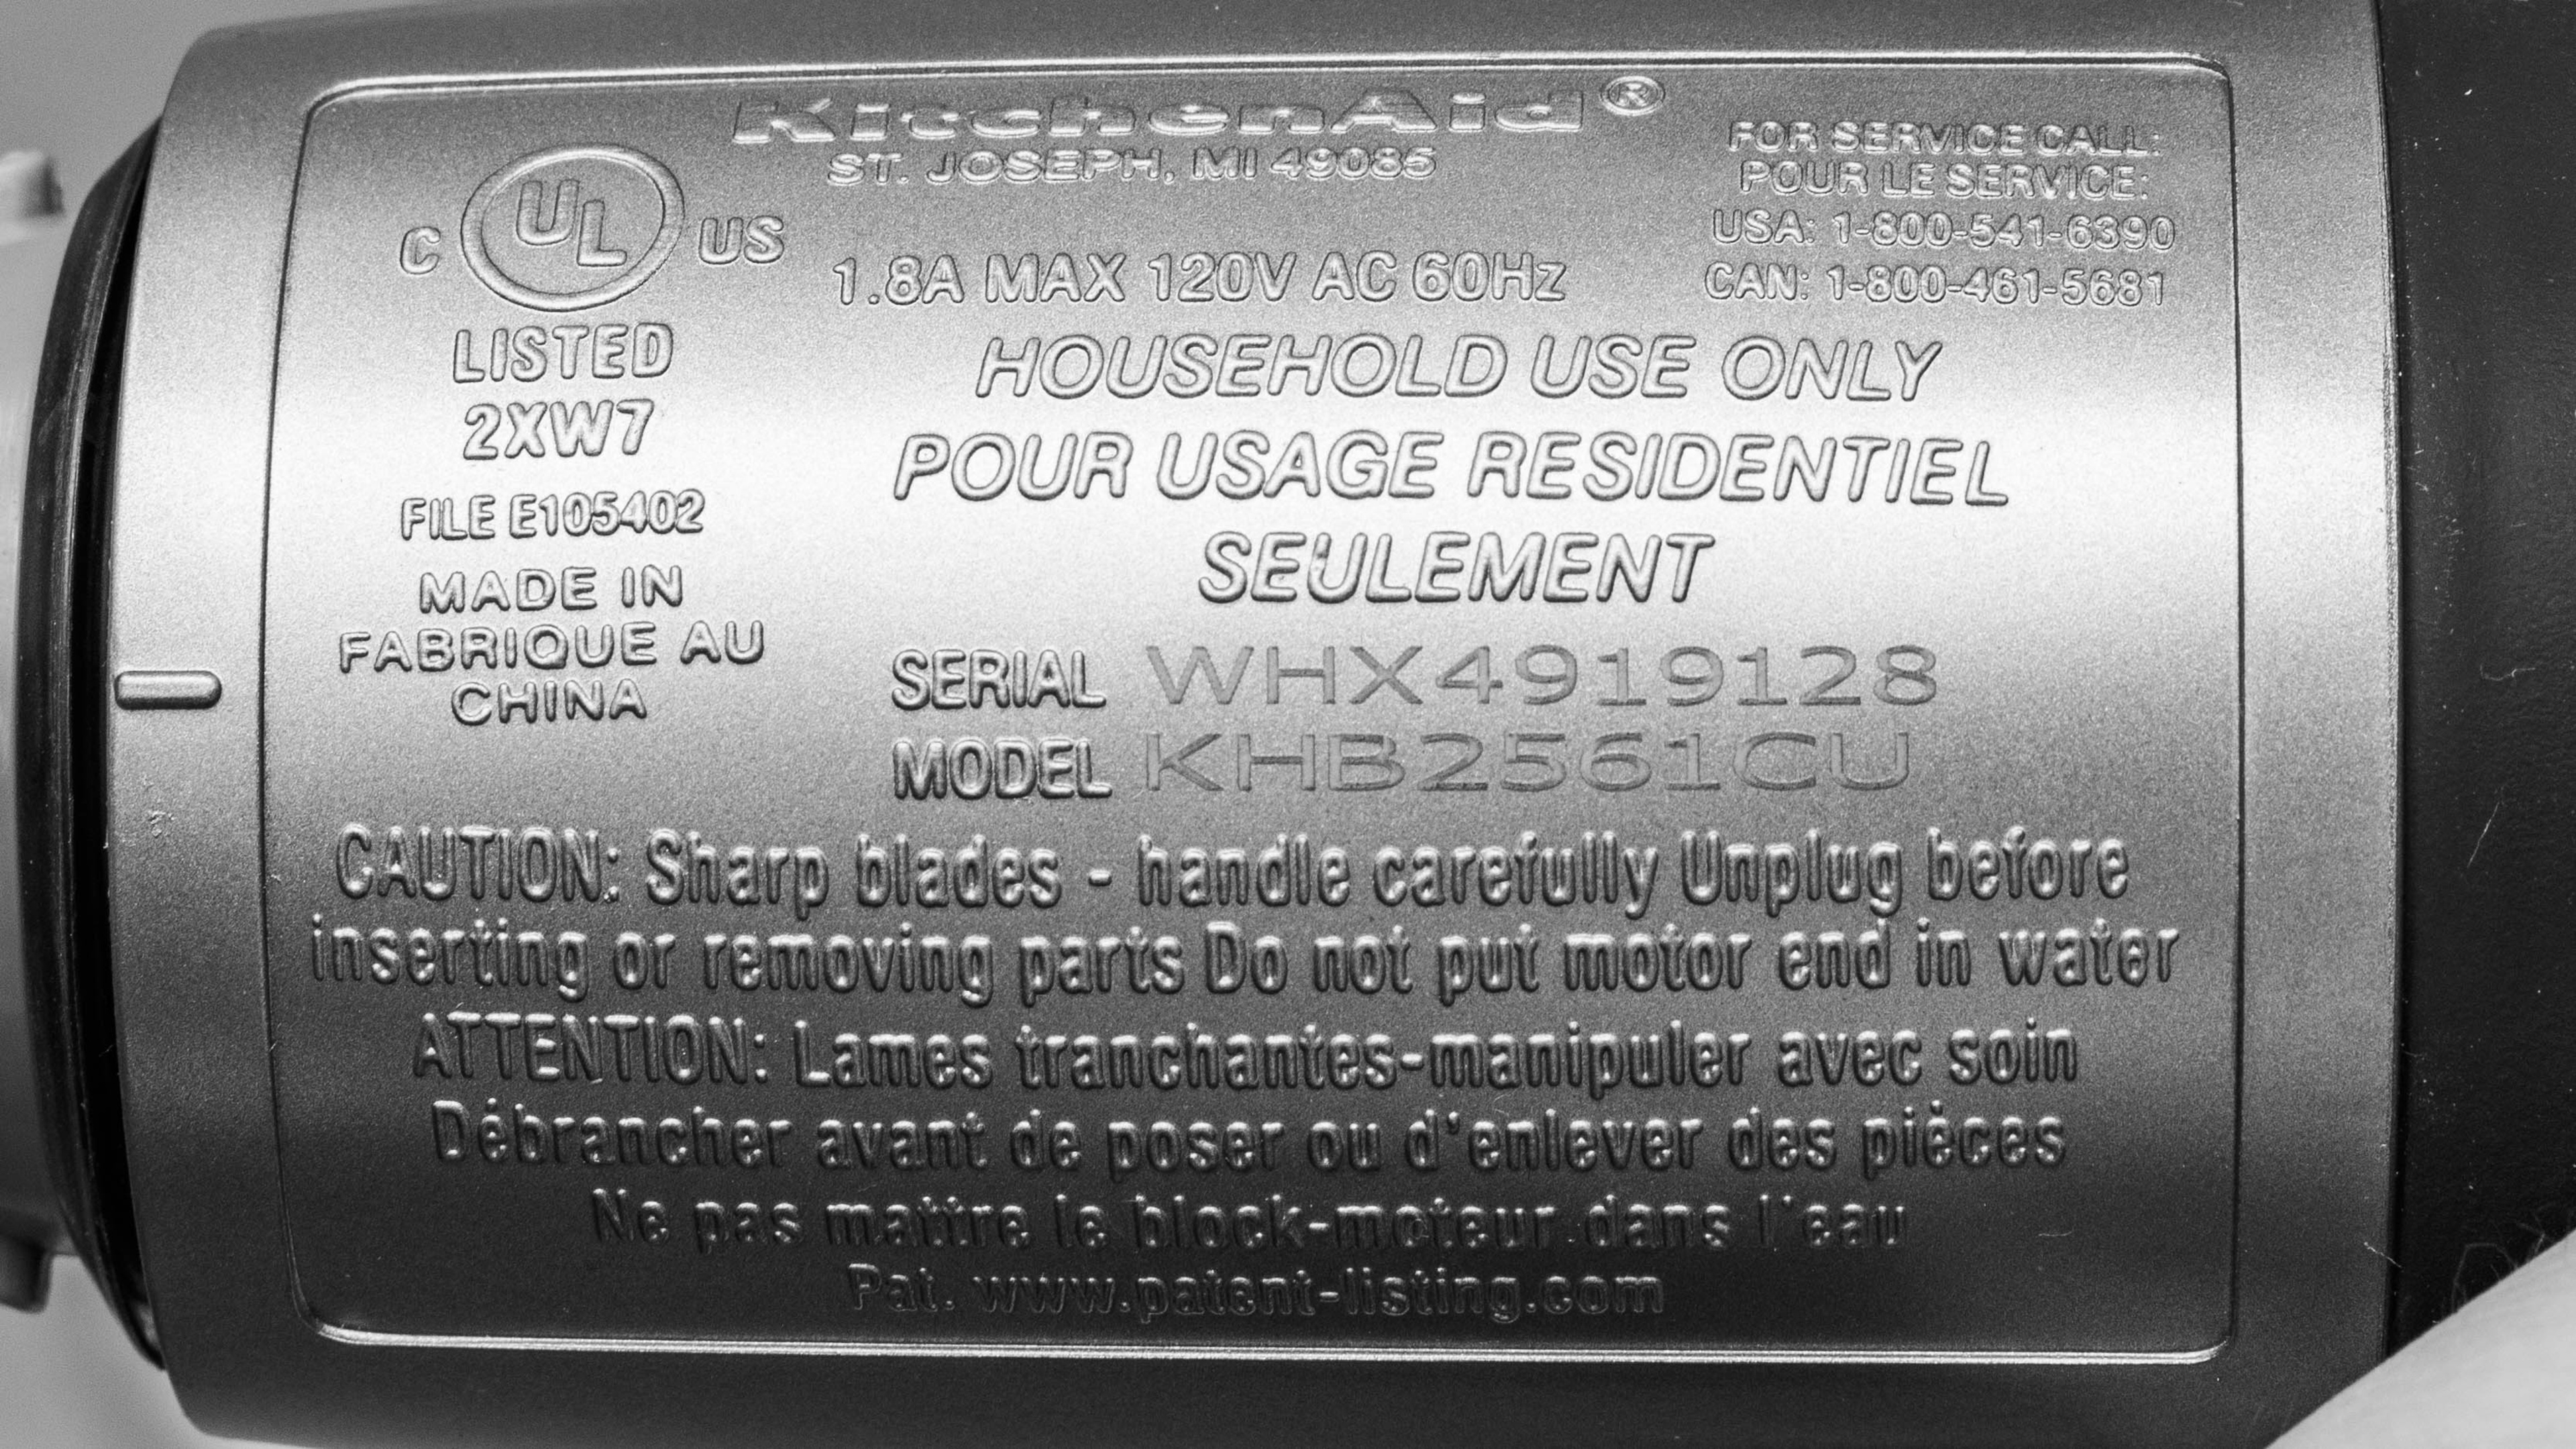 KitchenAid®
ST. JOSEPH, MI 49085
FOR SERVICE CALL:
POUR LE SERVICE:
USA: 1-800-541-6390
CAN: 1-800-461-5681
C UL US
LISTED
2XW7
FILE E105402
MADE IN
FABRIQUE AU
CHINA
1.8A MAX 120V AC 60Hz
HOUSEHOLD USE ONLY
POUR USAGE RESIDENTIEL
SEULEMENT
SERIAL WHX4919128
MODEL KHB2561CU
CAUTION: Sharp blades - handle carefully Unplug before
inserting or removing parts Do not put motor end in water
ATTENTION: Lames tranchantes-manipuler avec soin
Débrancher avant de poser ou d'enlever des pièces
Ne pas mattre le block-moteur dans l'eau
Pat. www.patent-listing.com